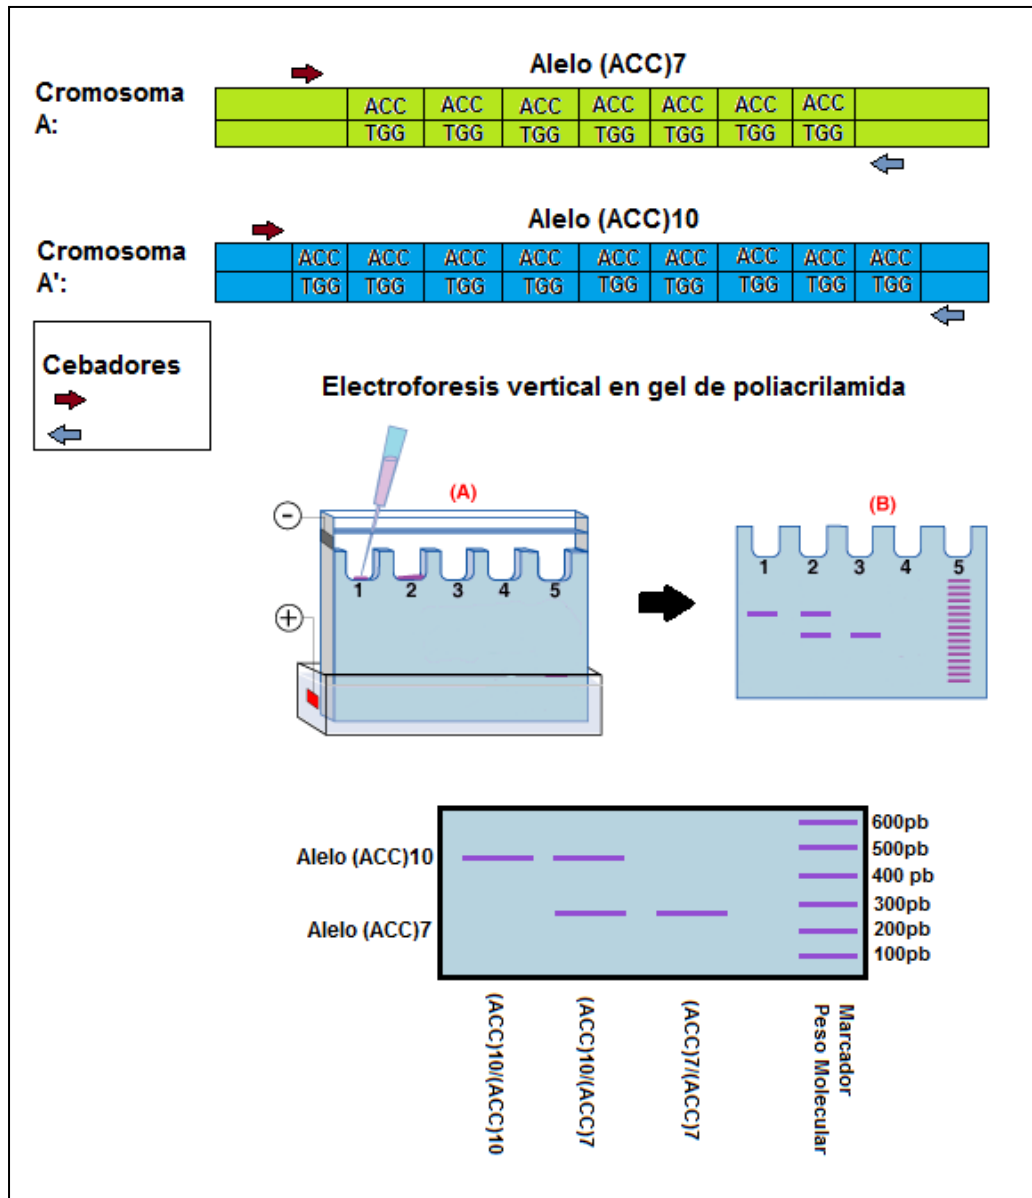 Alelo (ACC)7
Cromosoma
A:
ACC ACC ACC ACC ACC ACC ACC
TGG TGG TGG TGG TGG TGG TGG
Alelo (ACC)10
Cromosoma
A':
ACC ACC ACC ACC ACC ACC ACC ACC ACC
TGG TGG TGG TGG TGG TGG TGG TGG TGG
Cebadores
Electroforesis vertical en gel de poliacrilamida
(A)
(B)
−
+
1 2 3 4 5
1 2 3 4 5
600pb
Alelo (ACC)10
500pb
400 pb
300pb
Alelo (ACC)7
200pb
100pb
(ACC)10/(ACC)10
(ACC)10/(ACC)7
(ACC)7/(ACC)7
Marcador
Peso Molecular